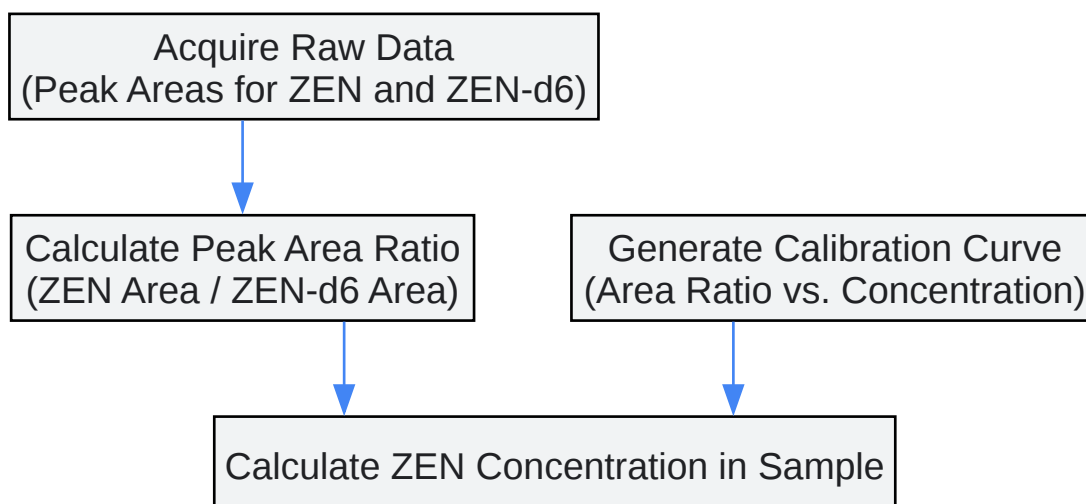 Acquire Raw Data
(Peak Areas for ZEN and ZEN-d6)
Calculate Peak Area Ratio
(ZEN Area / ZEN-d6 Area)
Generate Calibration Curve
(Area Ratio vs. Concentration)
Calculate ZEN Concentration in Sample